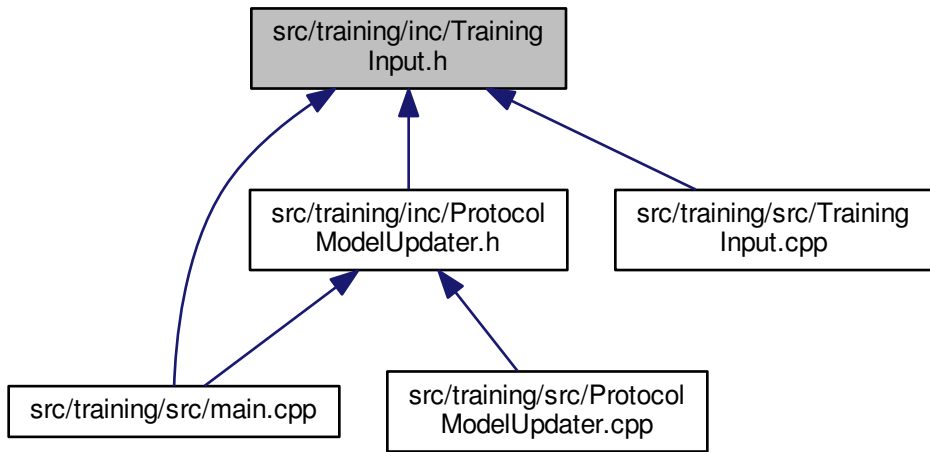 src/training/inc/Training
Input.h
src/training/inc/Protocol
ModelUpdater.h
src/training/src/Training
Input.cpp
src/training/src/main.cpp
src/training/src/Protocol
ModelUpdater.cpp